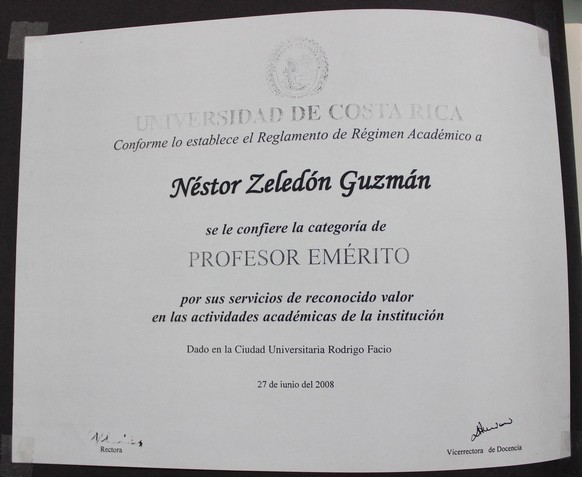 UNIVERSIDAD DE COSTA RICA
Conforme lo establece el Reglamento de Régimen Académico a
Néstor Zeledón Guzmán
se le confiere la categoría de
PROFESOR EMÉRITO
por sus servicios de reconocido valor
en las actividades académicas de la institución
Dado en la Ciudad Universitaria Rodrigo Facio
27 de junio del 2008
Rectora
Vicerrectora de Docencia